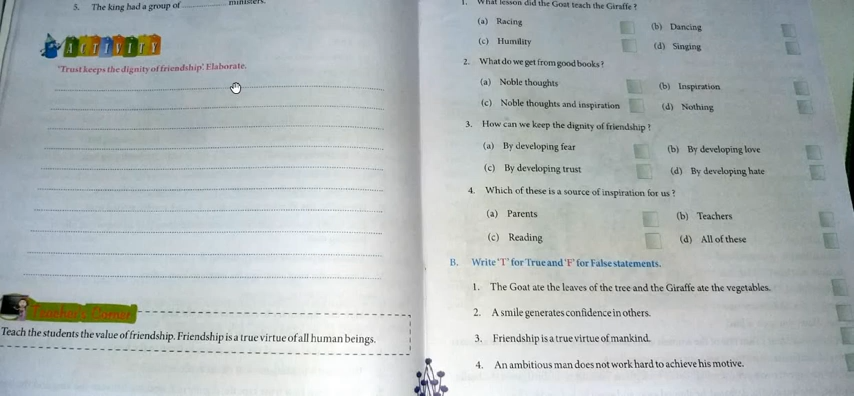 5. The king had a group of ministers.
ACTIVITY
'Trust keeps the dignity of friendship'. Elaborate.
Teacher's Corner
Teach the students the value of friendship. Friendship is a true virtue of all human beings.
1. What lesson did the Goat teach the Giraffe ?
(a) Racing (b) Dancing
(c) Humility (d) Singing
2. What do we get from good books ?
(a) Noble thoughts (b) Inspiration
(c) Noble thoughts and inspiration (d) Nothing
3. How can we keep the dignity of friendship ?
(a) By developing fear (b) By developing love
(c) By developing trust (d) By developing hate
4. Which of these is a source of inspiration for us ?
(a) Parents (b) Teachers
(c) Reading (d) All of these
B. Write 'T' for True and 'F' for False statements.
1. The Goat ate the leaves of the tree and the Giraffe ate the vegetables.
2. A smile generates confidence in others.
3. Friendship is a true virtue of mankind.
4. An ambitious man does not work hard to achieve his motive.